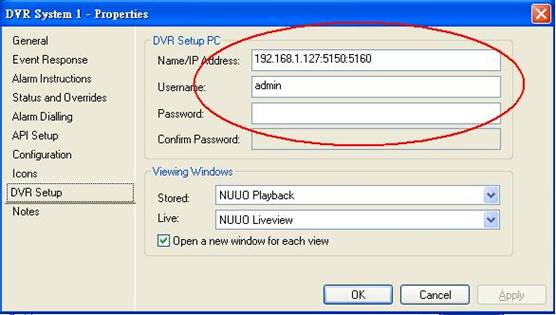 DVR System 1 - Properties
General
Event Response
Alarm Instructions
Status and Overrides
Alarm Dialling
API Setup
Configuration
Icons
DVR Setup
Notes
DVR Setup PC
Name/IP Address: 192.168.1.127:5150:5160
Username: admin
Password:
Confirm Password:
Viewing Windows
Stored: NUUO Playback
Live: NUUO Liveview
Open a new window for each view
OK Cancel Apply